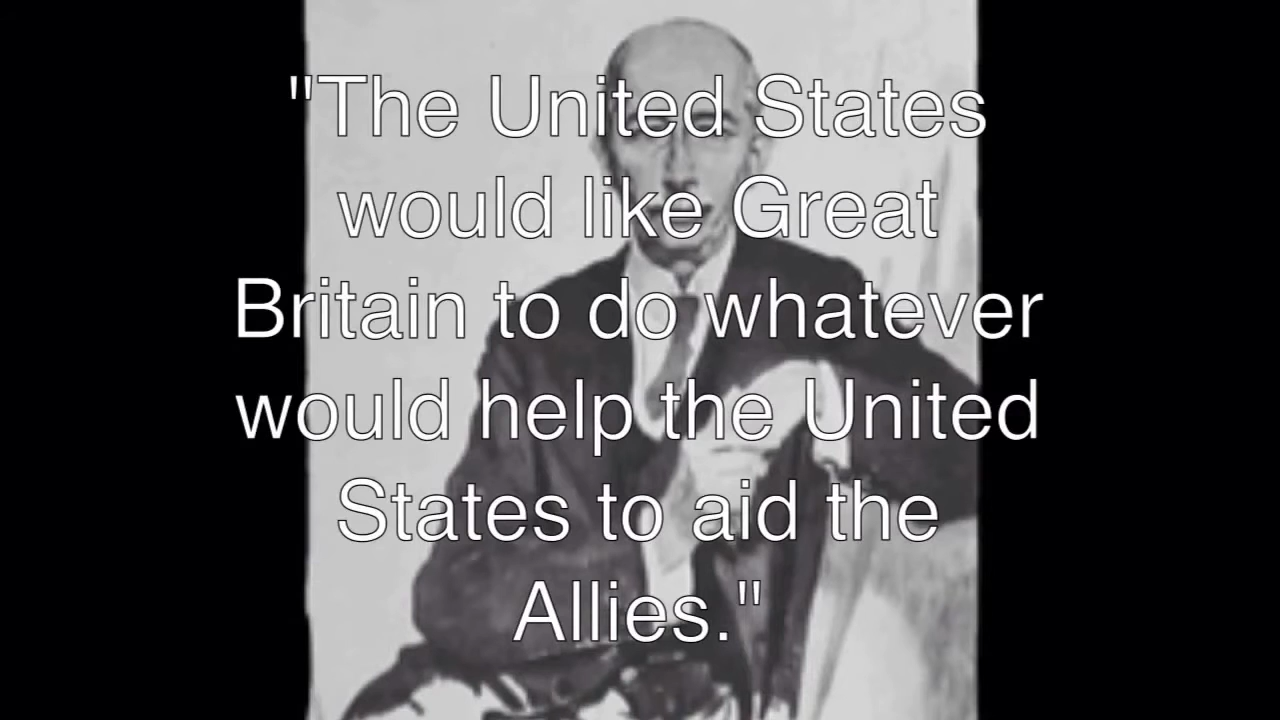 "The United States
would like Great
Britain to do whatever
would help the United
States to aid the
Allies."